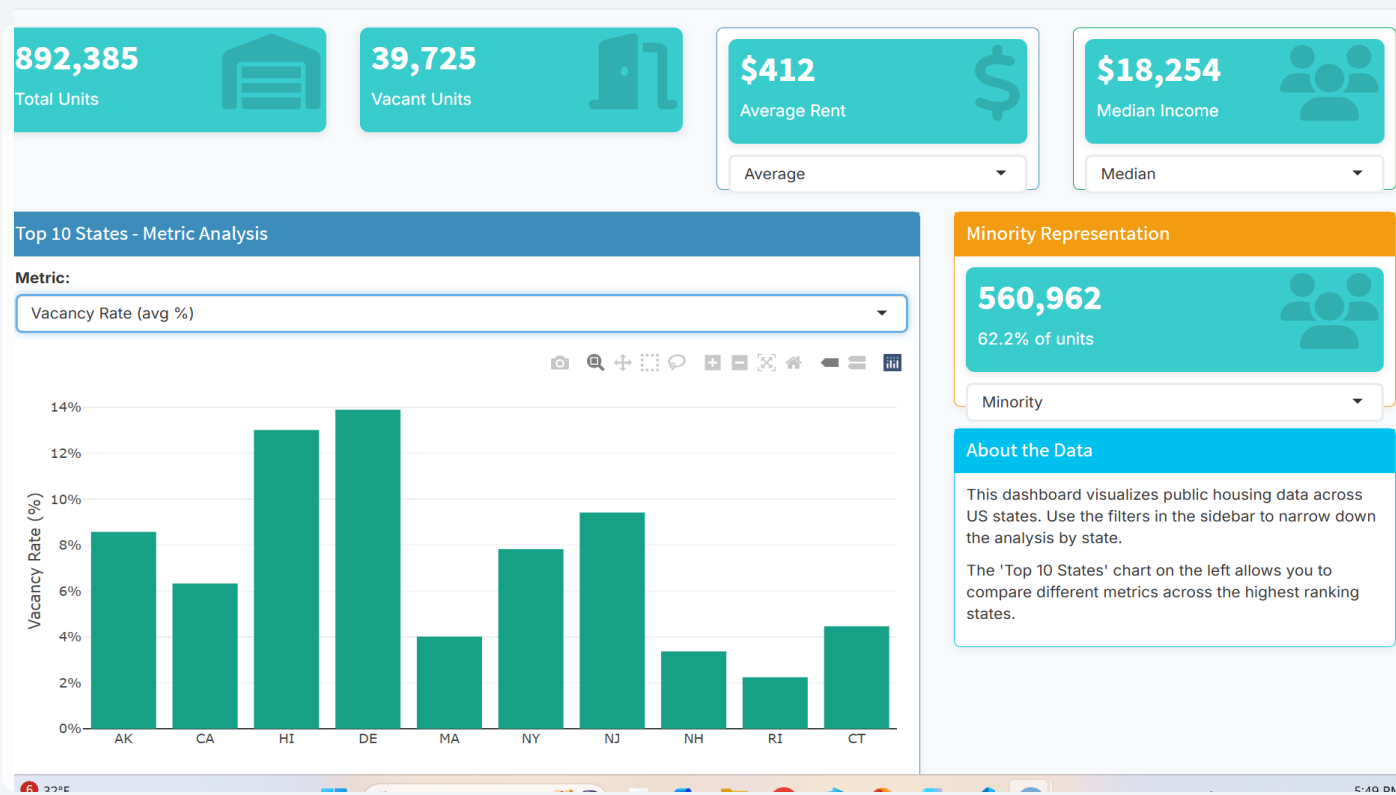 892,385
Total Units
39,725
Vacant Units
$412
Average Rent
Average
$18,254
Median Income
Median
Top 10 States - Metric Analysis
Metric:
Vacancy Rate (avg %)
Vacancy Rate (%)
14%
12%
10%
8%
6%
4%
2%
0%
AK CA HI DE MA NY NJ NH RI CT
Minority Representation
560,962
62.2% of units
Minority
About the Data
This dashboard visualizes public housing data across
US states. Use the filters in the sidebar to narrow down
the analysis by state.
The 'Top 10 States' chart on the left allows you to
compare different metrics across the highest ranking
states.
6
32°F
5:49